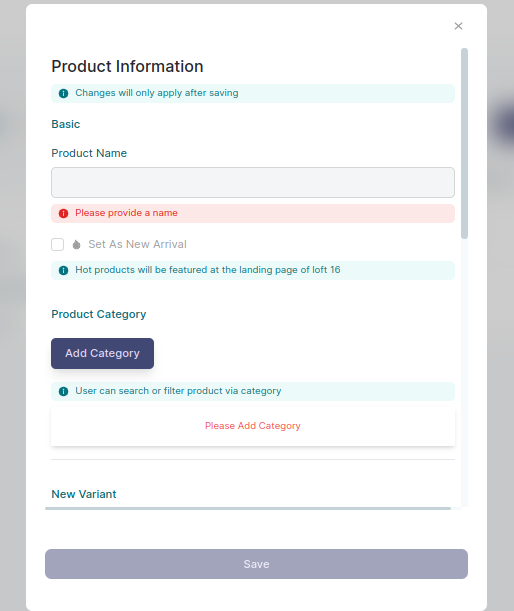 Product Information
Changes will only apply after saving
Basic
Product Name
Please provide a name
Set As New Arrival
Hot products will be featured at the landing page of loft 16
Product Category
Add Category
User can search or filter product via category
Please Add Category
New Variant
Save